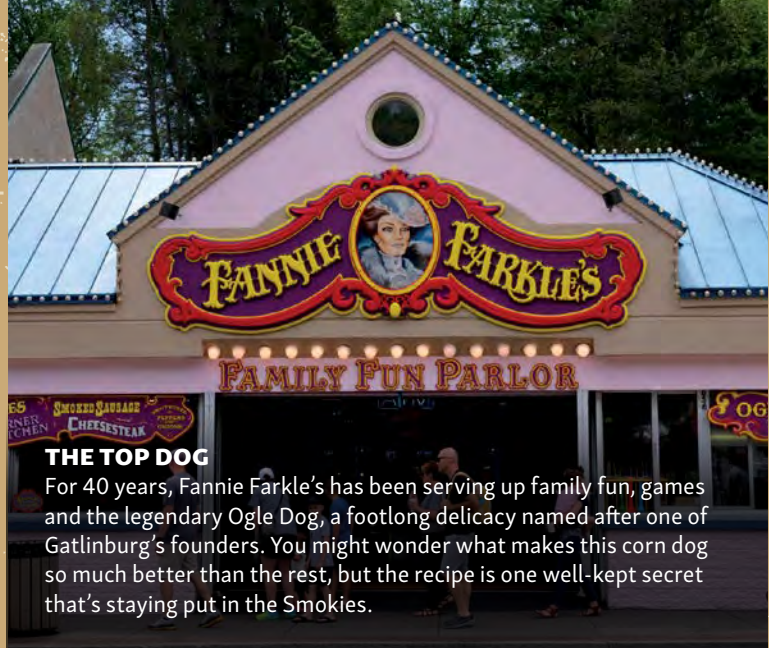 FANNIE FARKLE'S
FAMILY FUN PARLOR
SMOKED SAUSAGE
CHEESESTEAK
OG
THE TOP DOG
For 40 years, Fannie Farkle’s has been serving up family fun, games
and the legendary Ogle Dog, a footlong delicacy named after one of
Gatlinburg’s founders. You might wonder what makes this corn dog
so much better than the rest, but the recipe is one well-kept secret
that’s staying put in the Smokies.